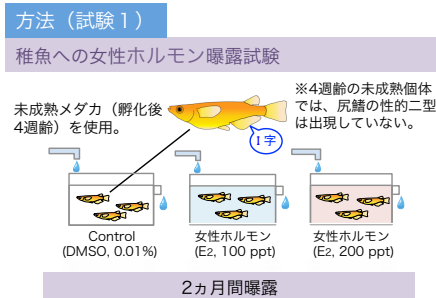 方法（試験１）
稚魚への女性ホルモン曝露試験
未成熟メダカ（孵化後
4週齢）を使用。
※4週齢の未成熟個体
では、尻鰭の性的二型
は出現していない。
I 字
Control
(DMSO, 0.01%)
女性ホルモン
(E2, 100 ppt)
女性ホルモン
(E2, 200 ppt)
2ヵ月間曝露